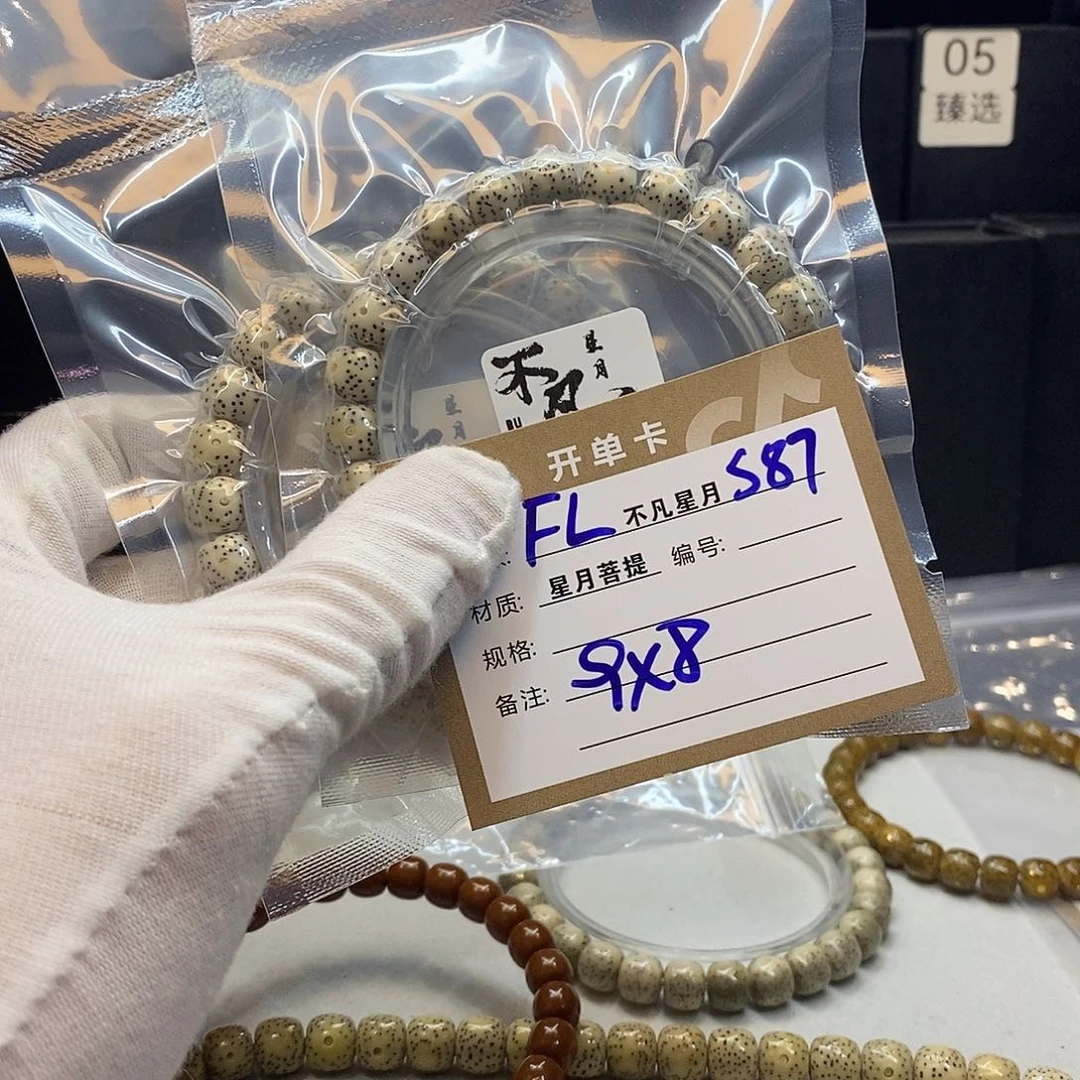 05
臻选
星月
不凡
BU
开单卡
FL 不凡星月 S87
材质: 星月菩提 编号:
规格: 9X8
备注: